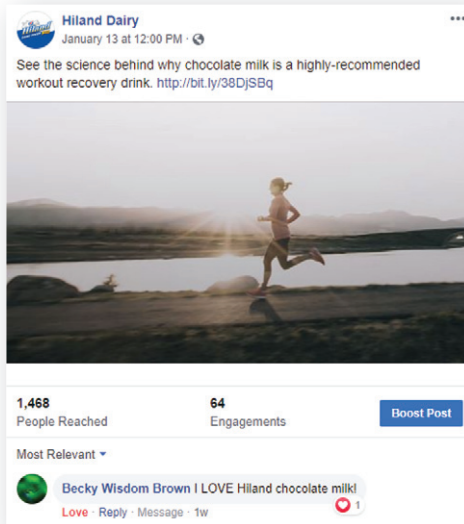 Hiland Dairy
January 13 at 12:00 PM ·
See the science behind why chocolate milk is a highly-recommended
workout recovery drink. http://bit.ly/38DjSBq
1,468
People Reached
64
Engagements
Boost Post
Most Relevant
Becky Wisdom Brown I LOVE Hiland chocolate milk!
1
Love · Reply · Message · 1w